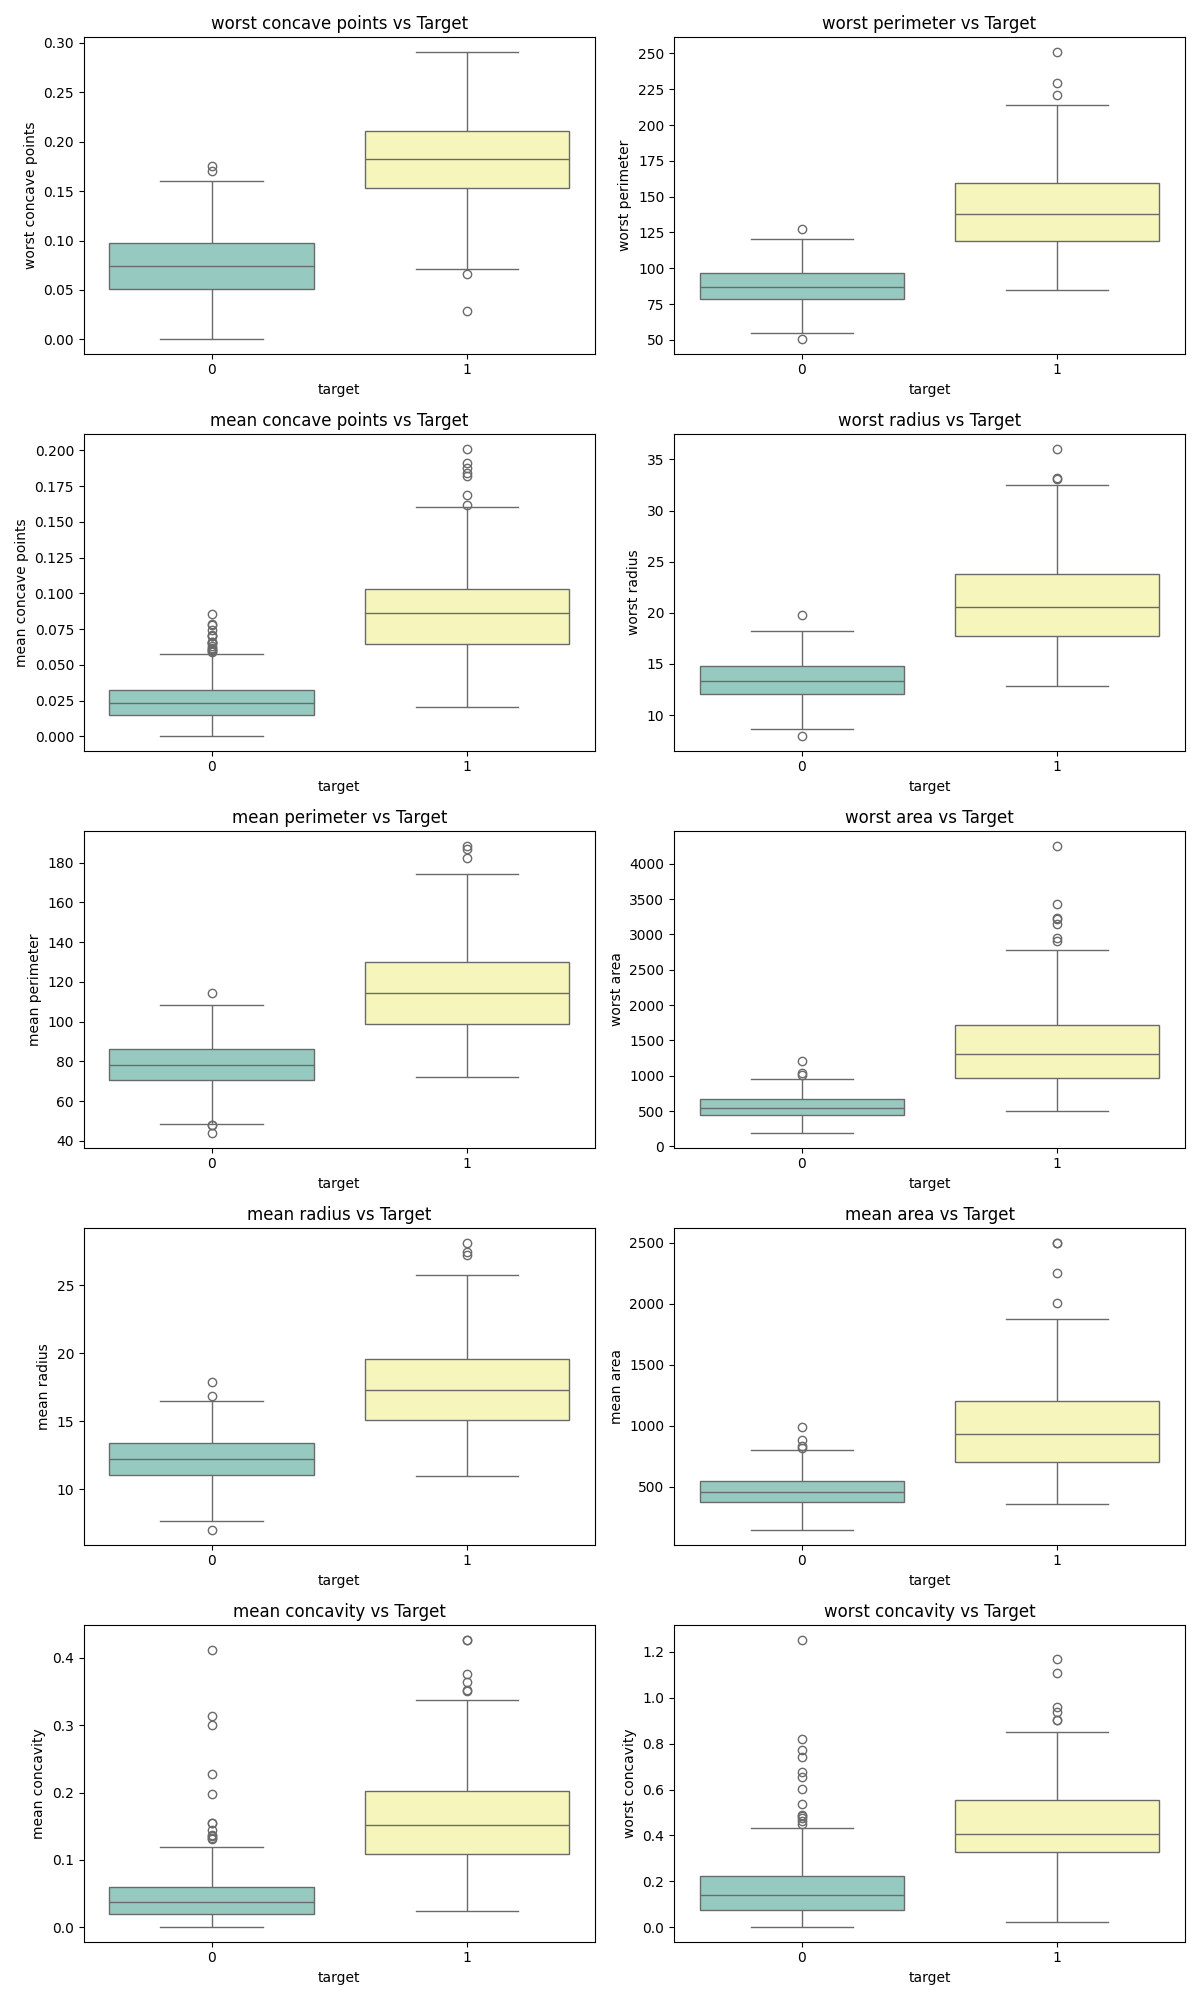 worst concave points vs Target
worst concave points
0.30
0.25
0.20
0.15
0.10
0.05
0.00
0 1
target
worst perimeter vs Target
worst perimeter
250
225
200
175
150
125
100
75
50
0 1
target
mean concave points vs Target
mean concave points
0.200
0.175
0.150
0.125
0.100
0.075
0.050
0.025
0.000
0 1
target
worst radius vs Target
worst radius
35
30
25
20
15
10
0 1
target
mean perimeter vs Target
mean perimeter
180
160
140
120
100
80
60
40
0 1
target
worst area vs Target
worst area
4000
3500
3000
2500
2000
1500
1000
500
0
0 1
target
mean radius vs Target
mean radius
25
20
15
10
0 1
target
mean area vs Target
mean area
2500
2000
1500
1000
500
0 1
target
mean concavity vs Target
mean concavity
0.4
0.3
0.2
0.1
0.0
0 1
target
worst concavity vs Target
worst concavity
1.2
1.0
0.8
0.6
0.4
0.2
0.0
0 1
target